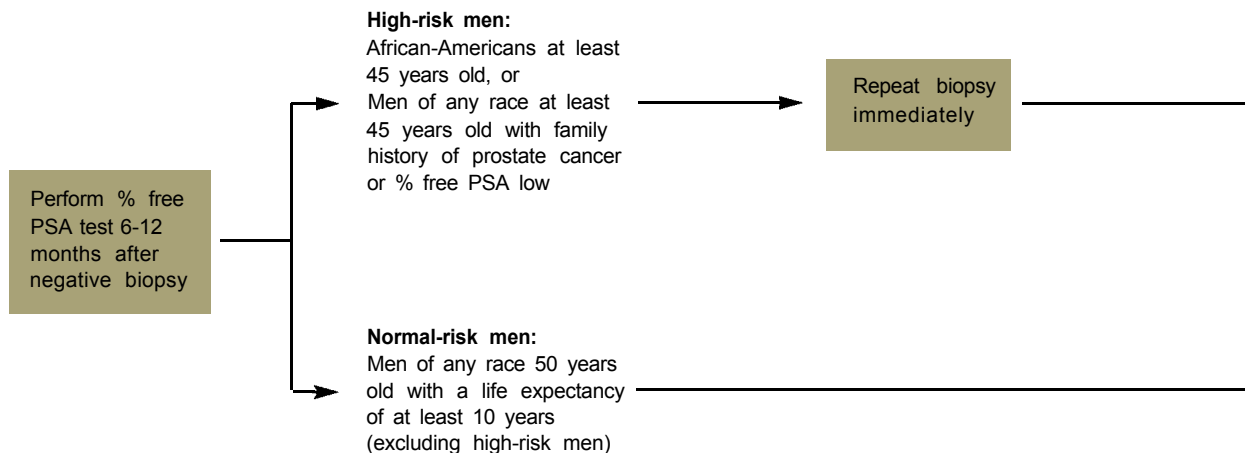 Perform % free
PSA test 6-12
months after
negative biopsy
High-risk men:
African-Americans at least
45 years old, or
Men of any race at least
45 years old with family
history of prostate cancer
or % free PSA low
Repeat biopsy
immediately
Normal-risk men:
Men of any race 50 years
old with a life expectancy
of at least 10 years
(excluding high-risk men)